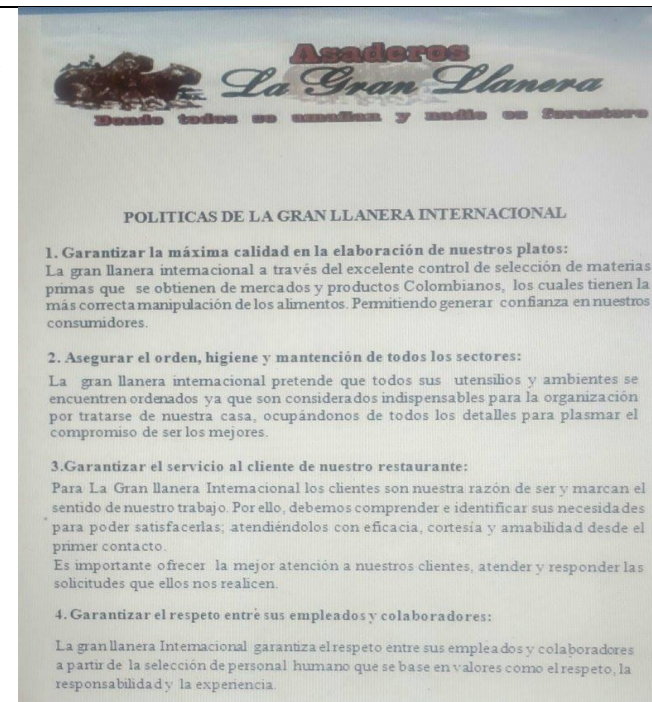 Asaderos
La Gran Llanera
Donde todos se amañan y nadie es forastero
POLITICAS DE LA GRAN LLANERA INTERNACIONAL
1. Garantizar la máxima calidad en la elaboración de nuestros platos:
La gran llanera internacional a través del excelente control de selección de materias
primas que se obtienen de mercados y productos Colombianos, los cuales tienen la
más correcta manipulación de los alimentos. Permitiendo generar confianza en nuestros
consumidores.
2. Asegurar el orden, higiene y mantención de todos los sectores:
La gran llanera internacional pretende que todos sus utensilios y ambientes se
encuentren ordenados ya que son considerados indispensables para la organización
por tratarse de nuestra casa, ocupándonos de todos los detalles para plasmar el
compromiso de ser los mejores.
3.Garantizar el servicio al cliente de nuestro restaurante:
Para La Gran llanera Internacional los clientes son nuestra razón de ser y marcan el
sentido de nuestro trabajo. Por ello, debemos comprender e identificar sus necesidades
para poder satisfacerlas; atendiéndolos con eficacia, cortesía y amabilidad desde el
primer contacto.
Es importante ofrecer la mejor atención a nuestros clientes, atender y responder las
solicitudes que ellos nos realicen.
4. Garantizar el respeto entre sus empleados y colaboradores:
La gran llanera Internacional garantiza el respeto entre sus empleados y colaboradores
a partir de la selección de personal humano que se base en valores como el respeto, la
responsabilidad y la experiencia.